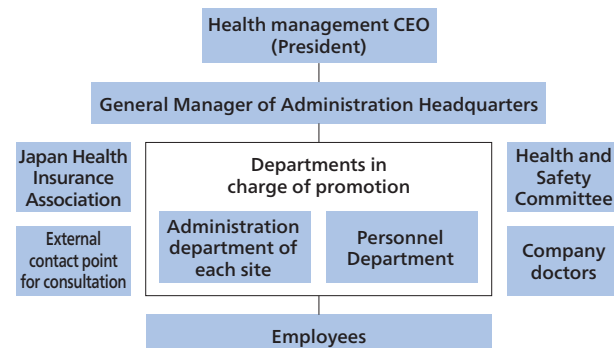 Health management CEO
(President)
General Manager of Administration Headquarters
Japan Health
Insurance
Association
External
contact point
for consultation
Departments in
charge of promotion
Administration
department of
each site
Personnel
Department
Health and
Safety
Committee
Company
doctors
Employees